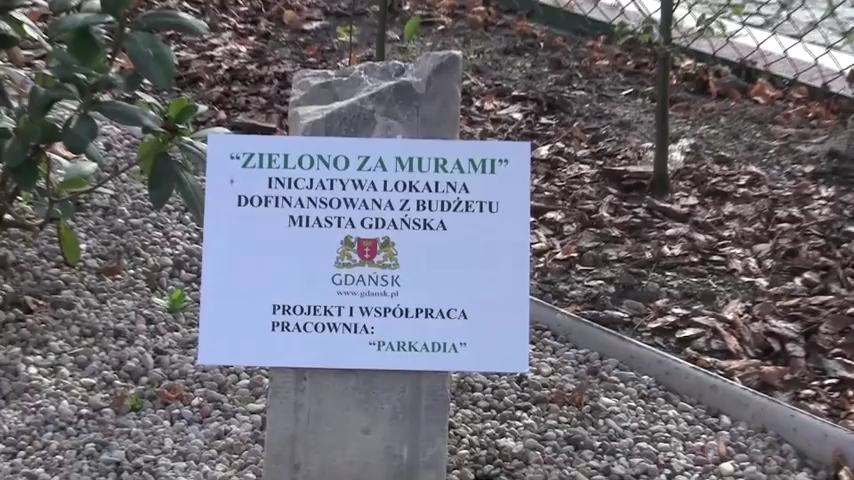 "ZIELONO ZA MURAMI"
INICJATYWA LOKALNA
DOFINANSOWANA Z BUDŻETU
MIASTA GDAŃSKA
GDAŃSK
www.gdansk.pl
PROJEKT I WSPÓŁPRACA
PRACOWNIA:
"PARKADIA"